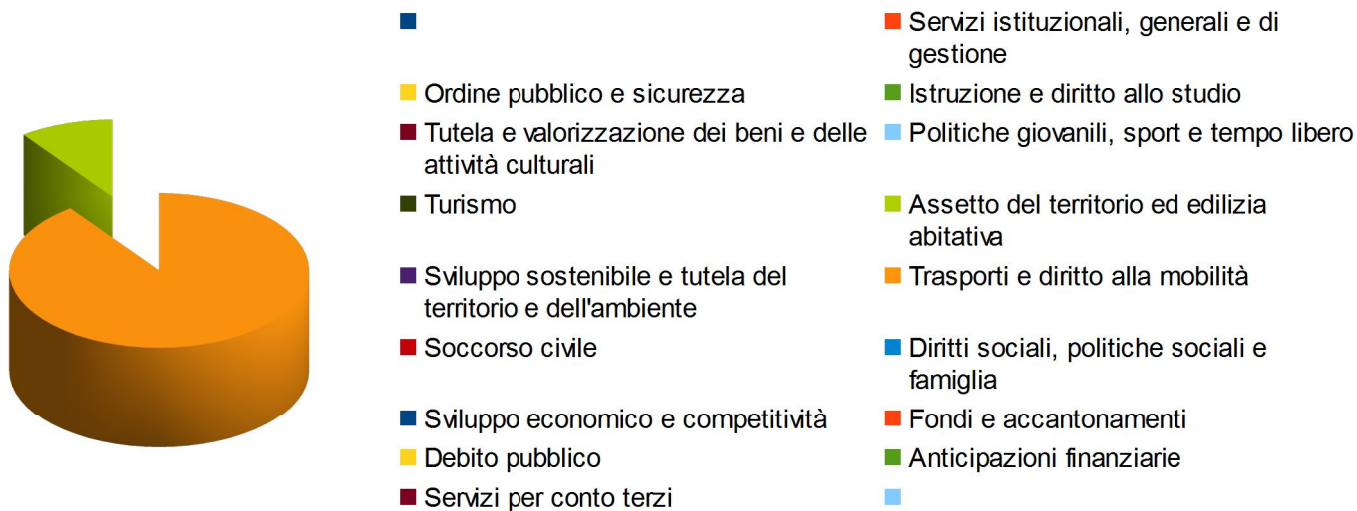 Servizi istituzionali, generali e di
gestione
Ordine pubblico e sicurezza
Istruzione e diritto allo studio
Tutela e valorizzazione dei beni e delle
attività culturali
Politiche giovanili, sport e tempo libero
Turismo
Assetto del territorio ed edilizia
abitativa
Sviluppo sostenibile e tutela del
territorio e dell'ambiente
Trasporti e diritto alla mobilità
Soccorso civile
Diritti sociali, politiche sociali e
famiglia
Sviluppo economico e competitività
Fondi e accantonamenti
Debito pubblico
Anticipazioni finanziarie
Servizi per conto terzi